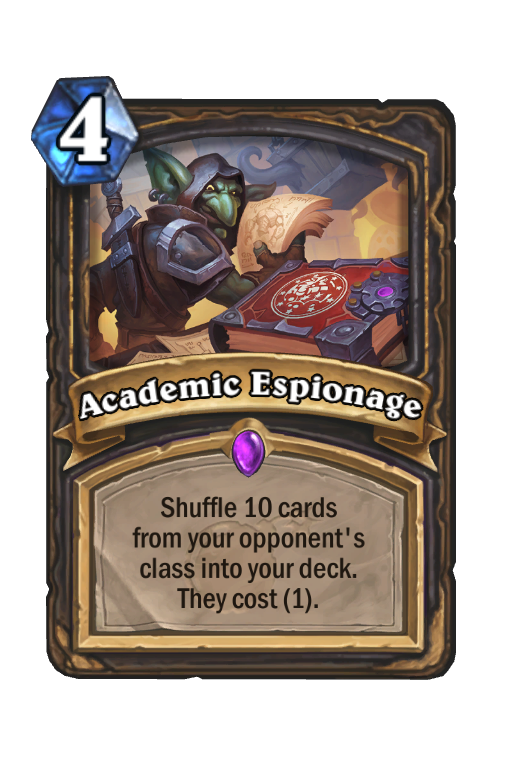 4
Academic Espionage
Shuffle 10 cards
from your opponent's
class into your deck.
They cost (1).